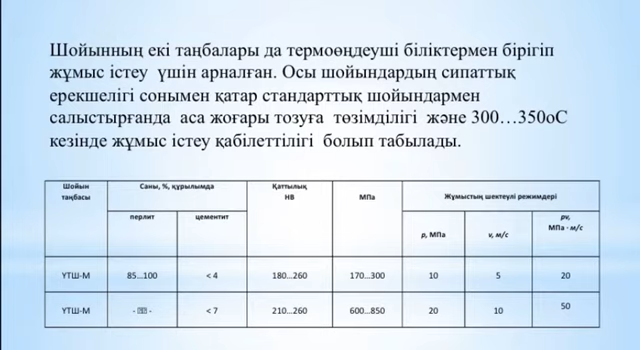 Шойынның екі таңбалары да термоөңдеуші біліктермен бірігіп
жұмыс істеу үшін арналған. Осы шойындардың сипаттық
ерекшелігі сонымен қатар стандарттық шойындармен
салыстырғанда аса жоғары тозуға төзімділігі және 300…350оС
кезінде жұмыс істеу қабілеттілігі болып табылады.
Шойын таңбасы | Саны, %, құрылымда | Қаттылық НВ | МПа | Жұмыстың шектеулі режимдері
перлит | цементит | p, МПа | v, м/с | pv, МПа · м/с
ҮТШ-М | 85…100 | < 4 | 180…260 | 170…300 | 10 | 5 | 20
ҮТШ-М | - - | < 7 | 210…260 | 600…850 | 20 | 10 | 50